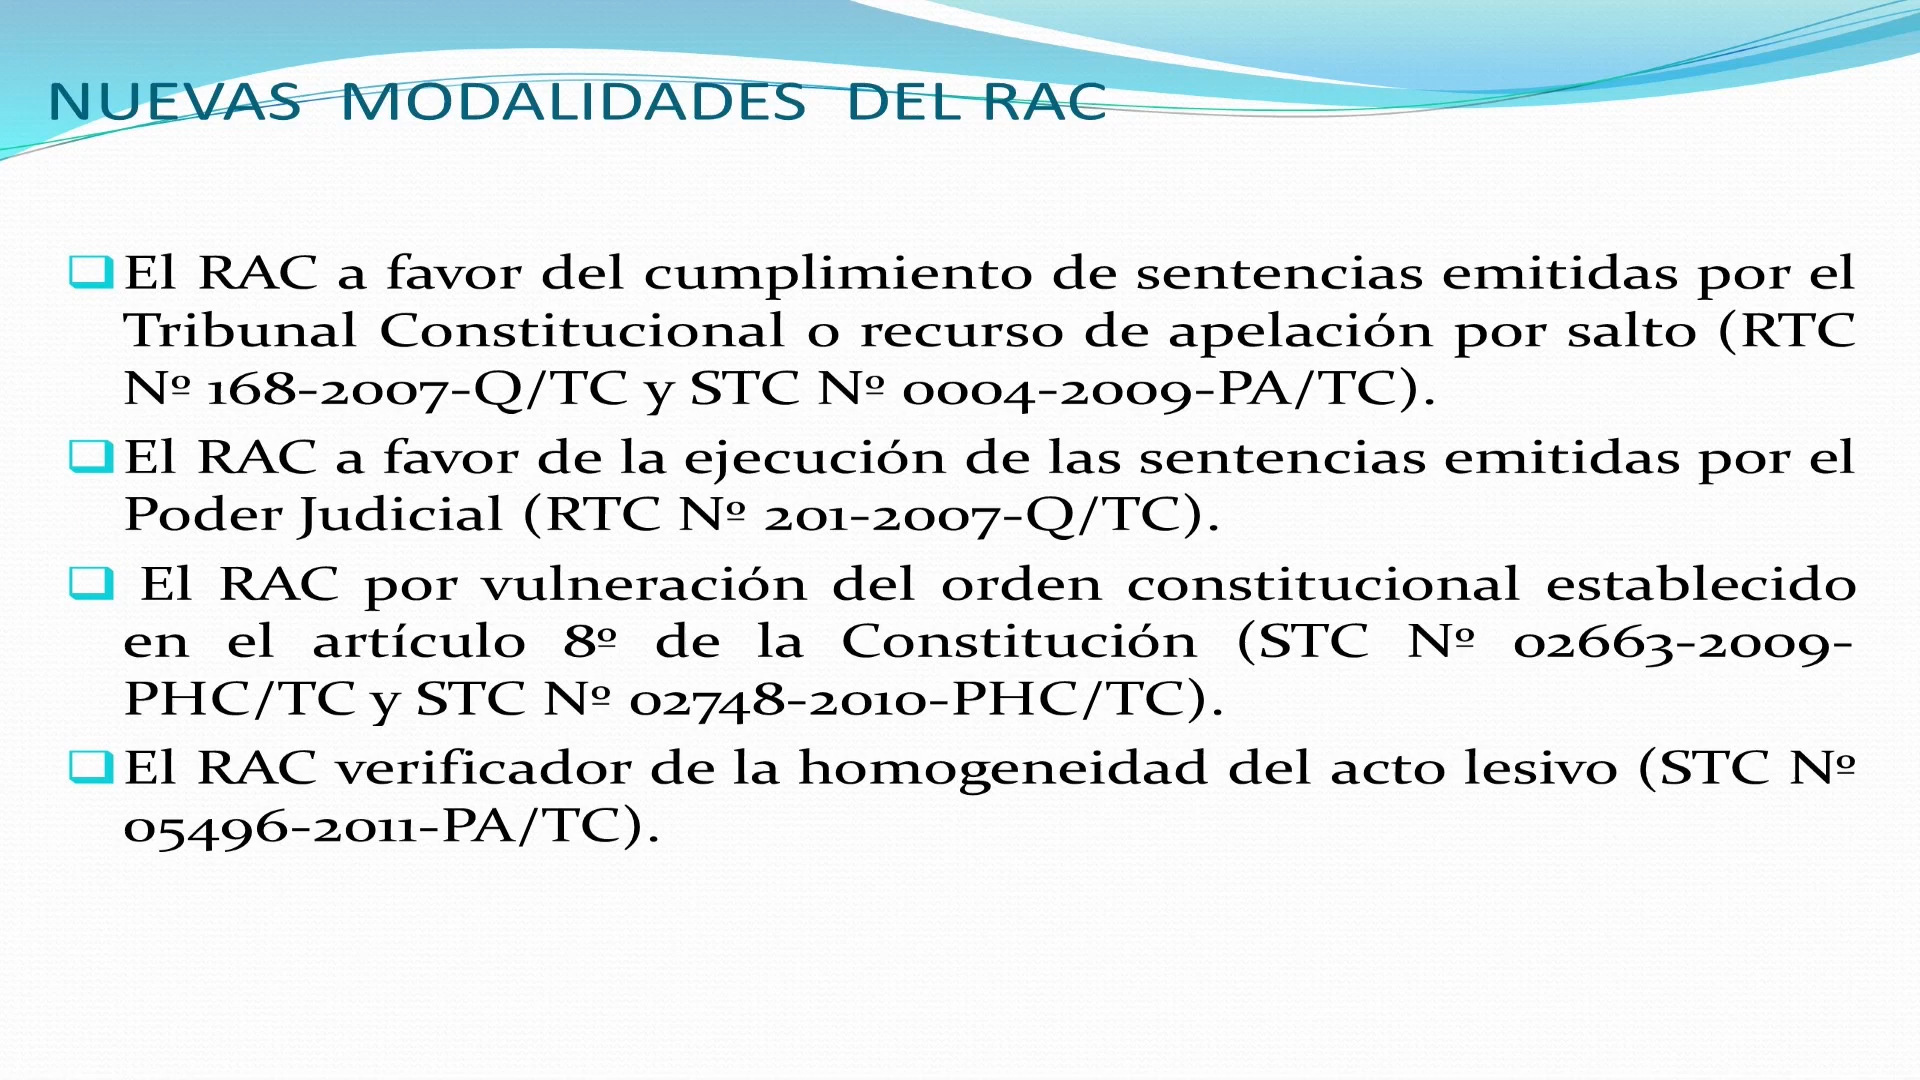 NUEVAS MODALIDADES DEL RAC
El RAC a favor del cumplimiento de sentencias emitidas por el
Tribunal Constitucional o recurso de apelación por salto (RTC
Nº 168-2007-Q/TC y STC Nº 0004-2009-PA/TC).
El RAC a favor de la ejecución de las sentencias emitidas por el
Poder Judicial (RTC Nº 201-2007-Q/TC).
El RAC por vulneración del orden constitucional establecido
en el artículo 8º de la Constitución (STC Nº 02663-2009-
PHC/TC y STC Nº 02748-2010-PHC/TC).
El RAC verificador de la homogeneidad del acto lesivo (STC Nº
05496-2011-PA/TC).